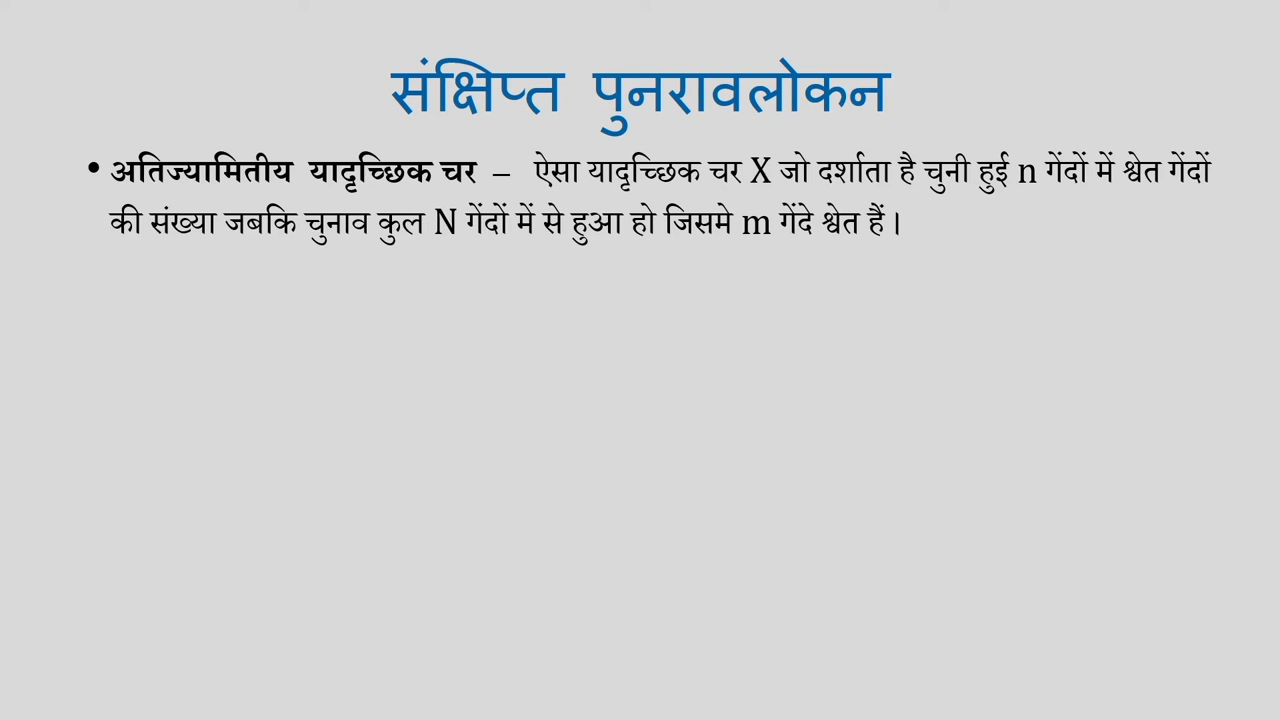 संक्षिप्त पुनरावलोकन
• अतिज्यामितीय यादृच्छिक चर – ऐसा यादृच्छिक चर X जो दर्शाता है चुनी हुई n गेंदों में श्वेत गेंदों
की संख्या जबकि चुनाव कुल N गेंदों में से हुआ हो जिसमे m गेंदे श्वेत हैं।